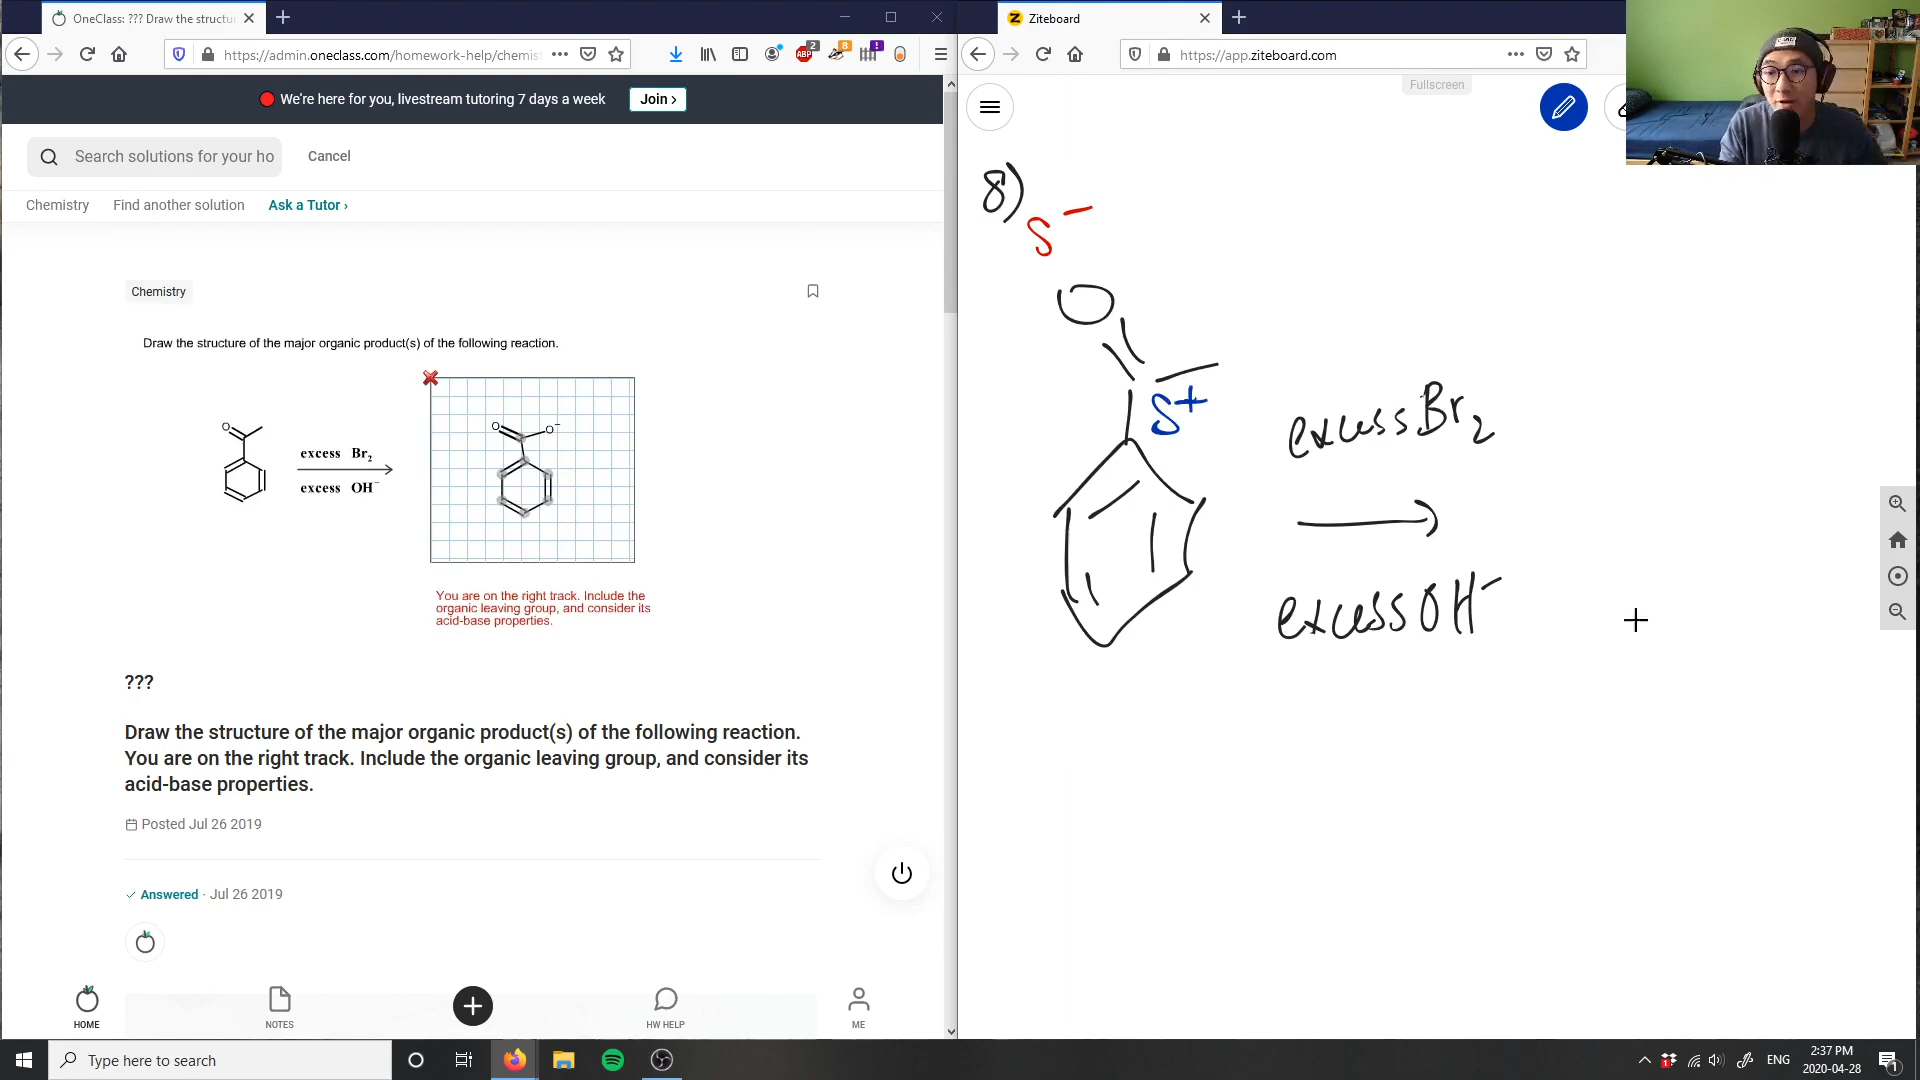 OneClass: ??? Draw the structur
https://admin.oneclass.com/homework-help/chemist
ABP
2
8
!
We're here for you, livestream tutoring 7 days a week
Join ›
Search solutions for your ho
Cancel
Chemistry
Find another solution
Ask a Tutor ›
Chemistry
Draw the structure of the major organic product(s) of the following reaction.
O
excess Br2
excess OH−
O
O−
You are on the right track. Include the
organic leaving group, and consider its
acid-base properties.
???
Draw the structure of the major organic product(s) of the following reaction.
You are on the right track. Include the organic leaving group, and consider its
acid-base properties.
Posted Jul 26 2019
Answered · Jul 26 2019
HOME
NOTES
HW HELP
ME
Z Ziteboard
https://app.ziteboard.com
Fullscreen
8)
δ−
O
δ+
excess Br2
excess OH−
Type here to search
1
ENG
2:37 PM
2020-04-28
1